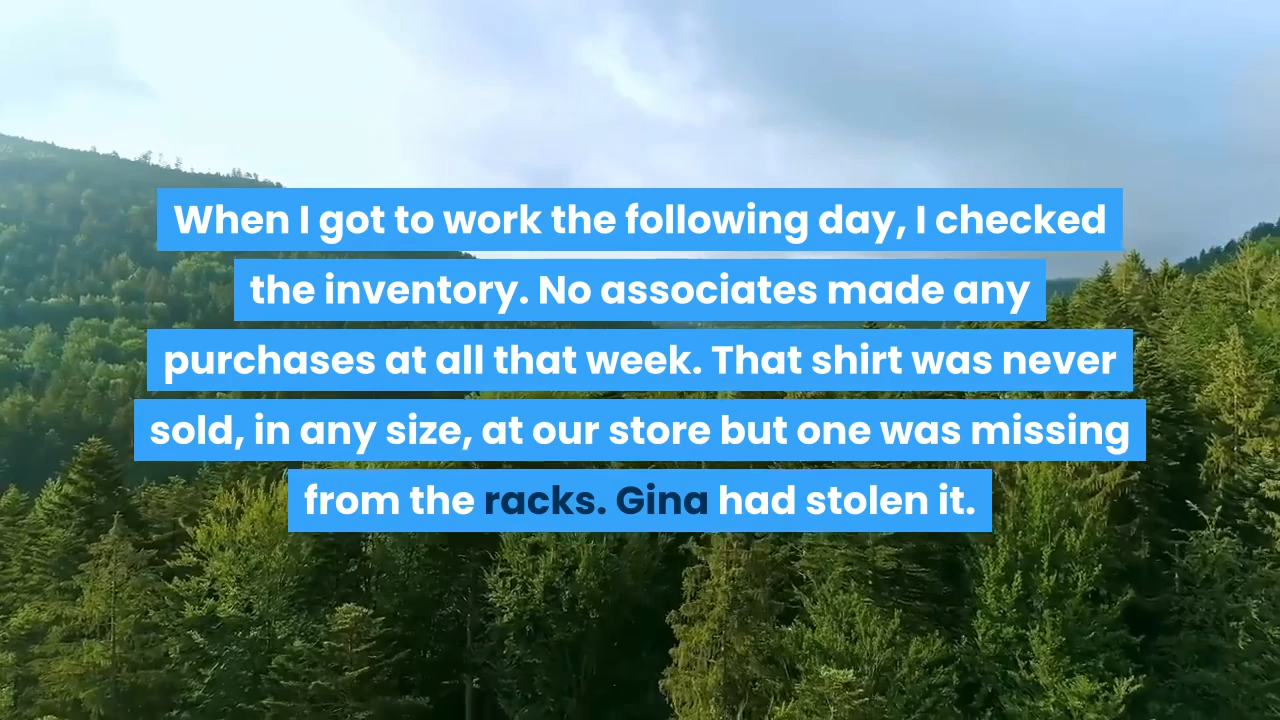 When I got to work the following day, I checked
the inventory. No associates made any
purchases at all that week. That shirt was never
sold, in any size, at our store but one was missing
from the racks. Gina had stolen it.